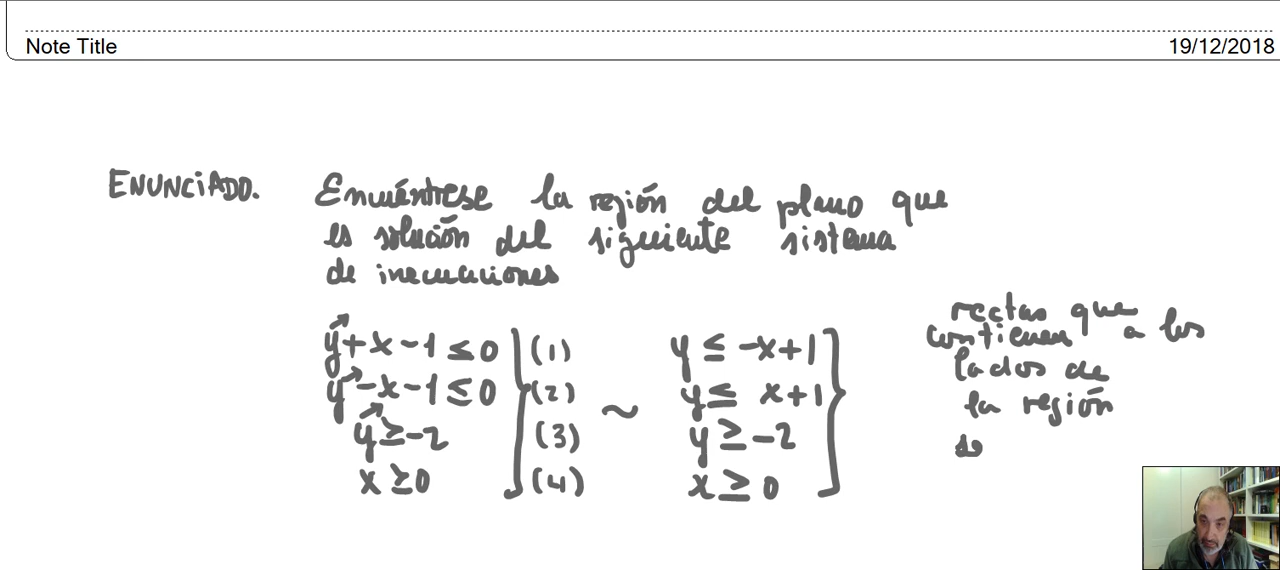 Note Title
19/12/2018
ENUNCIADO. Encuéntrese la región del plano que
es solución del siguiente sistema
de inecuaciones
y+x-1≤0 (1)
y-x-1≤0 (2)
y≥-2 (3)
x≥0 (4)
~
y≤-x+1
y≤ x+1
y≥-2
x≥0
rectas que
contienen a los
lados de
la región
so